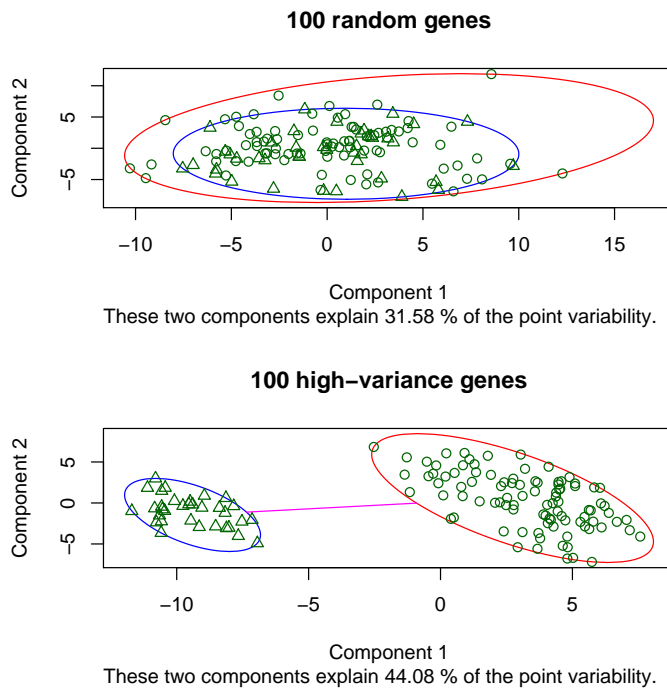 100 random genes
Component 2
5
−5
−10
−5
0
5
10
15
Component 1
These two components explain 31.58 % of the point variability.
100 high−variance genes
Component 2
5
0
−5
−10
−5
0
5
Component 1
These two components explain 44.08 % of the point variability.